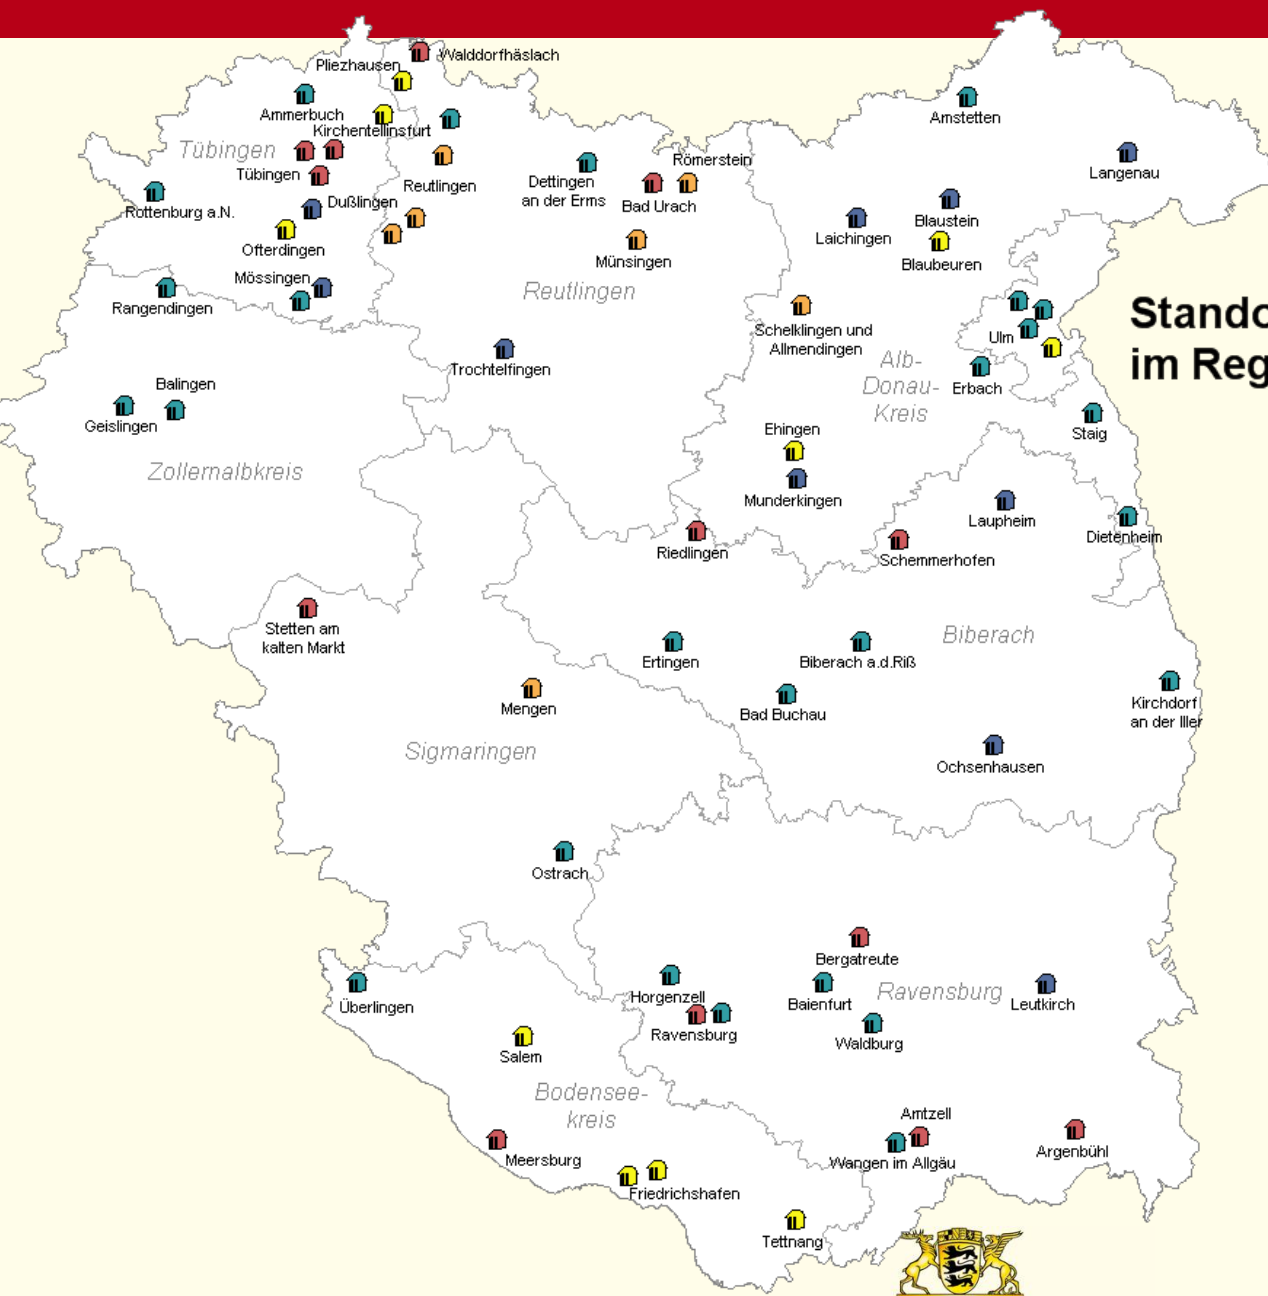 Walddorfhäslach
Pliezhausen
Ammerbuch
Kirchentellinsfurt
Tübingen
Tübingen
Rottenburg a.N.
Dußlingen
Ofterdingen
Mössingen
Reutlingen
Dettingen
an der Erms
Römerstein
Bad Urach
Münsingen
Reutlingen
Trochtelfingen
Amstetten
Langenau
Blaustein
Laichingen
Blaubeuren
Schelklingen und
Allmendingen
Ulm
Erbach
Alb-
Donau-
Kreis
Staig
Ehingen
Munderkingen
Stando
im Reg
Rangendingen
Balingen
Geislingen
Zollernalbkreis
Laupheim
Dietenheim
Riedlingen
Schemmerhofen
Stetten am
kalten Markt
Ertingen
Biberach a.d.Riß
Biberach
Bad Buchau
Kirchdorf
an der Iller
Ochsenhausen
Mengen
Sigmaringen
Ostrach
Bergatreute
Überlingen
Horgenzell
Baienfurt
Ravensburg
Leutkirch
Ravensburg
Waldburg
Salem
Bodensee-
kreis
Amtzell
Wangen im Allgäu
Argenbühl
Meersburg
Friedrichshafen
Tettnang